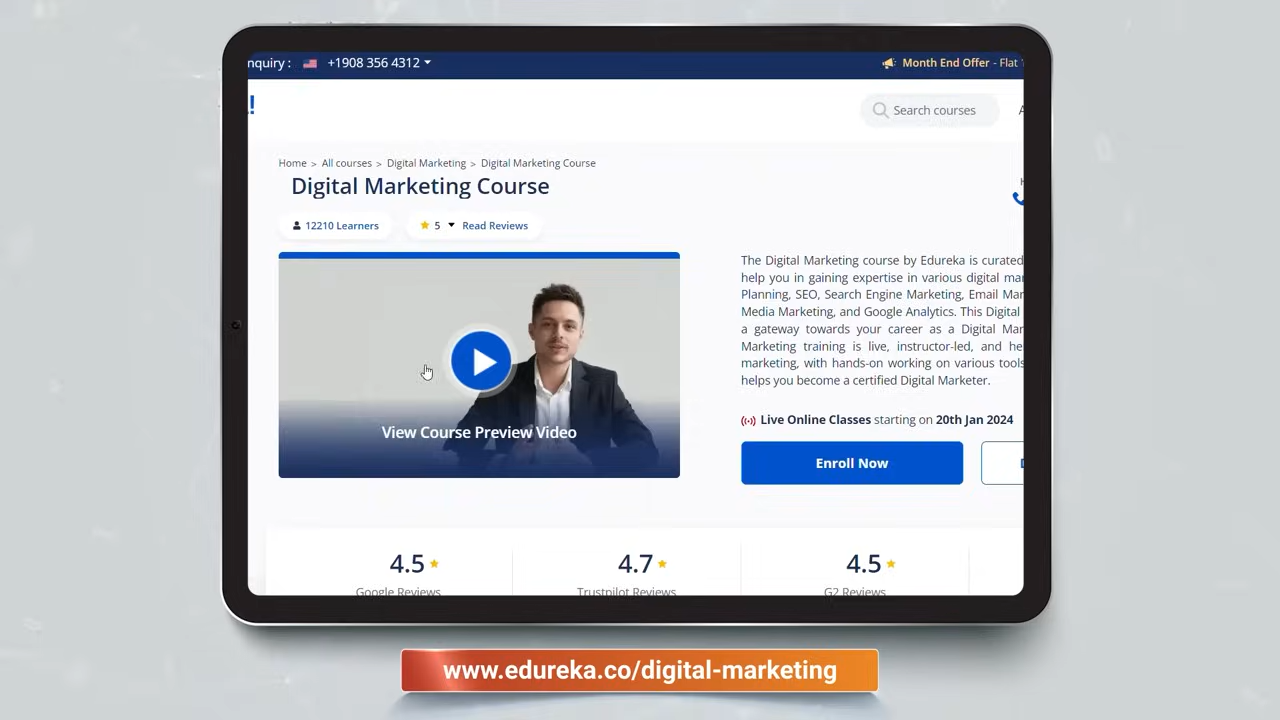 nquiry : +1908 356 4312
Month End Offer - Flat
!
Search courses
Home > All courses > Digital Marketing > Digital Marketing Course
Digital Marketing Course
12210 Learners
5 Read Reviews
View Course Preview Video
The Digital Marketing course by Edureka is curated
help you in gaining expertise in various digital mar
Planning, SEO, Search Engine Marketing, Email Mar
Media Marketing, and Google Analytics. This Digital
a gateway towards your career as a Digital Mar
Marketing training is live, instructor-led, and he
marketing, with hands-on working on various tools
helps you become a certified Digital Marketer.
Live Online Classes starting on 20th Jan 2024
Enroll Now
4.5
Google Reviews
4.7
Trustpilot Reviews
4.5
G2 Reviews
www.edureka.co/digital-marketing